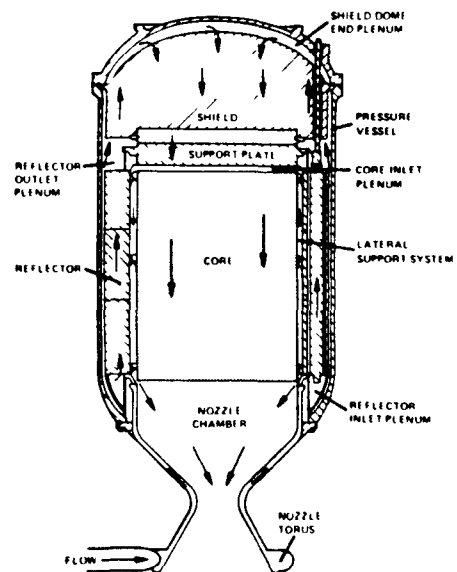 SHIELD DOME
END PLENUM
PRESSURE
VESSEL
SHIELD
SUPPORT PLATE
REFLECTOR
OUTLET
PLENUM
CORE INLET
PLENUM
LATERAL
SUPPORT SYSTEM
CORE
REFLECTOR
NOZZLE
CHAMBER
REFLECTOR
INLET PLENUM
NOZZLE
TORUS
FLOW